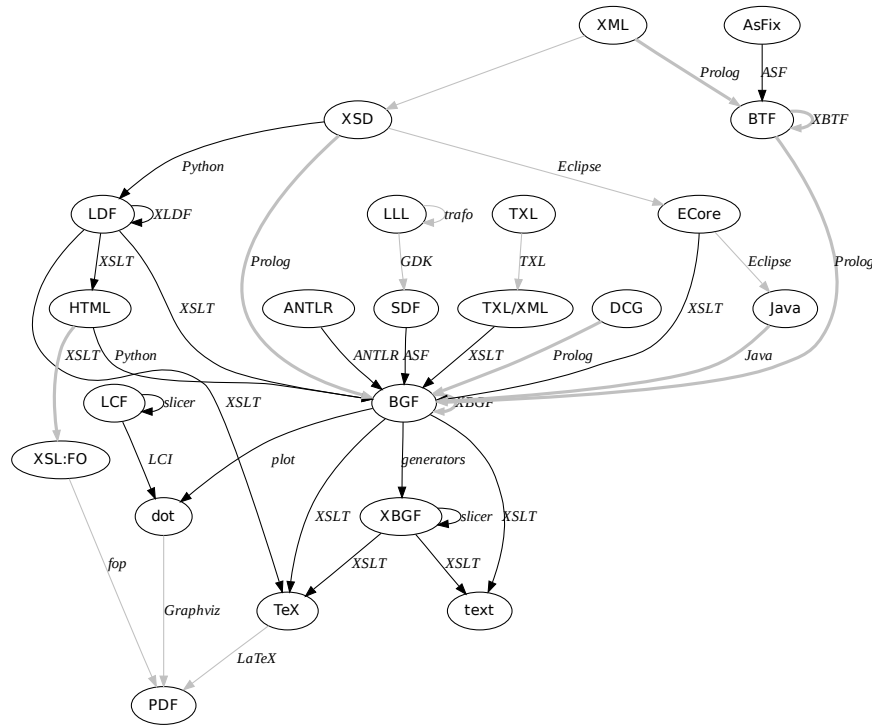 XML
AsFix
Prolog
ASF
XSD
BTF
XBTF
Python
Eclipse
LDF
XLDF
LLL
trafo
TXL
ECore
XSLT
Prolog
GDK
TXL
Eclipse
Prolog
HTML
XSLT
ANTLR
SDF
TXL/XML
DCG
XSLT
Java
XSLT
Python
ANTLR
ASF
XSLT
Prolog
Java
LCF
slicer
XSLT
BGF
XBGF
XSL:FO
LCI
plot
generators
dot
XSLT
XBGF
slicer
XSLT
fop
XSLT
XSLT
Graphviz
TeX
text
LaTeX
PDF